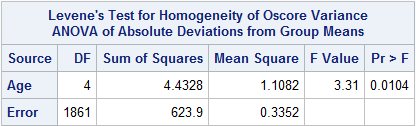 Levene's Test for Homogeneity of Oscore Variance
ANOVA of Absolute Deviations from Group Means
Source DF Sum of Squares Mean Square F Value Pr > F
Age 4 4.4328 1.1082 3.31 0.0104
Error 1861 623.9 0.3352